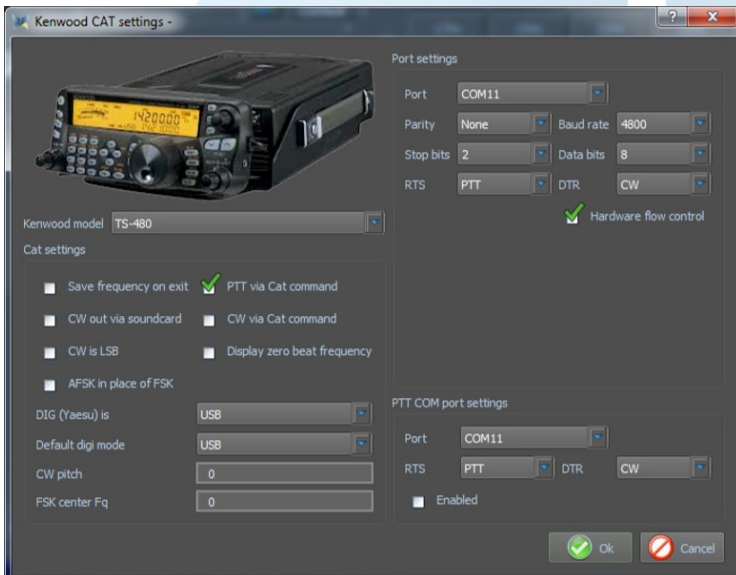 Kenwood CAT settings -
14.200.00
Kenwood model TS-480
Cat settings
Save frequency on exit PTT via Cat command
CW out via soundcard CW via Cat command
CW is LSB Display zero beat frequency
AFSK in place of FSK
DIG (Yaesu) is USB
Default digi mode USB
CW pitch 0
FSK center Fq 0
Port settings
Port COM11
Parity None Baud rate 4800
Stop bits 2 Data bits 8
RTS PTT DTR CW
Hardware flow control
PTT COM port settings
Port COM11
RTS PTT DTR CW
Enabled
Ok Cancel